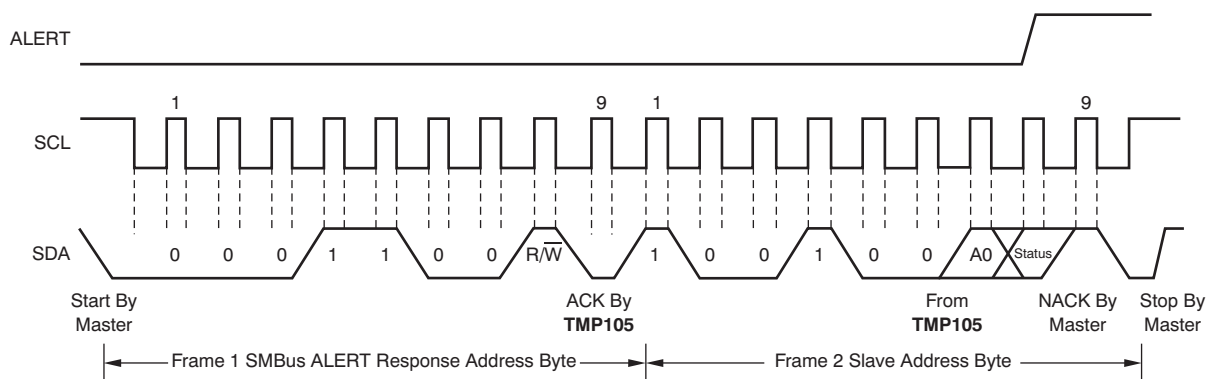 ALERT
1 9 1 9
SCL
SDA
0 0 0 1 1 0 0 R/W 1 0 0 1 0 0 A0 Status
Start By
Master
ACK By
TMP105
From
TMP105
NACK By
Master
Stop By
Master
Frame 1 SMBus ALERT Response Address Byte
Frame 2 Slave Address Byte